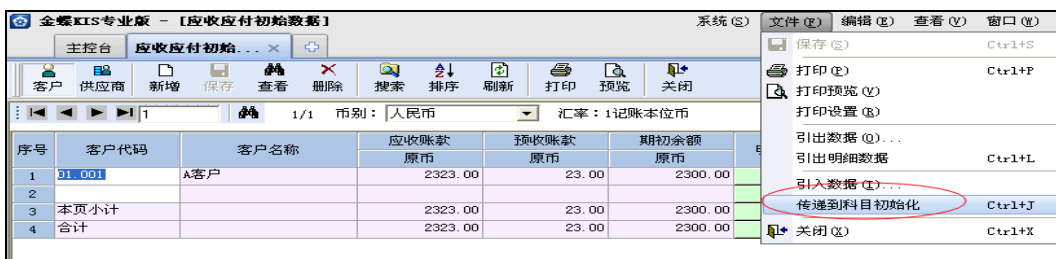 金蝶KIS专业版 - [应收应付初始数据] 系统(S) 文件(F) 编辑(E) 查看(V) 窗口(W)
主控台 应收应付初始... ×
保存(S) Ctrl+S
客户 供应商 新增 保存 查看 删除 搜索 排序 刷新 打印 预览 关闭
打印(P) Ctrl+P
打印预览(V)
打印设置(R)
1 1/1 币别: 人民币 汇率: 1记账本位币
引出数据(O)...
引出明细数据 Ctrl+L
引入数据(I)...
传递到科目初始化 Ctrl+J
关闭(X) Ctrl+X
序号 客户代码 客户名称 应收账款 预收账款 期初余额
原币 原币 原币
1 01.001 A客户 2323.00 23.00 2300.00
2
3 本页小计 2323.00 23.00 2300.00
4 合计 2323.00 23.00 2300.00